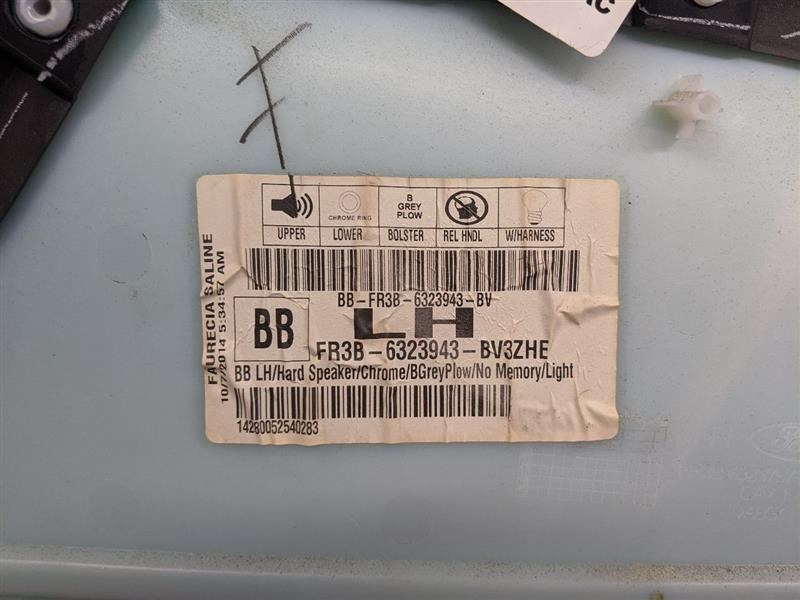 UPPER
CHROME RING
LOWER
B
GREY
PLOW
BOLSTER
REL HNDL
W/HARNESS
BB-FR3B-6323943-BV
BB
LH
FR3B-6323943-BV3ZHE
BB LH/Hard Speaker/Chrome/BGreyPlow/No Memory/Light
14280052540283
FAURECIA SALINE
10/7/2014 5:34:57 AM